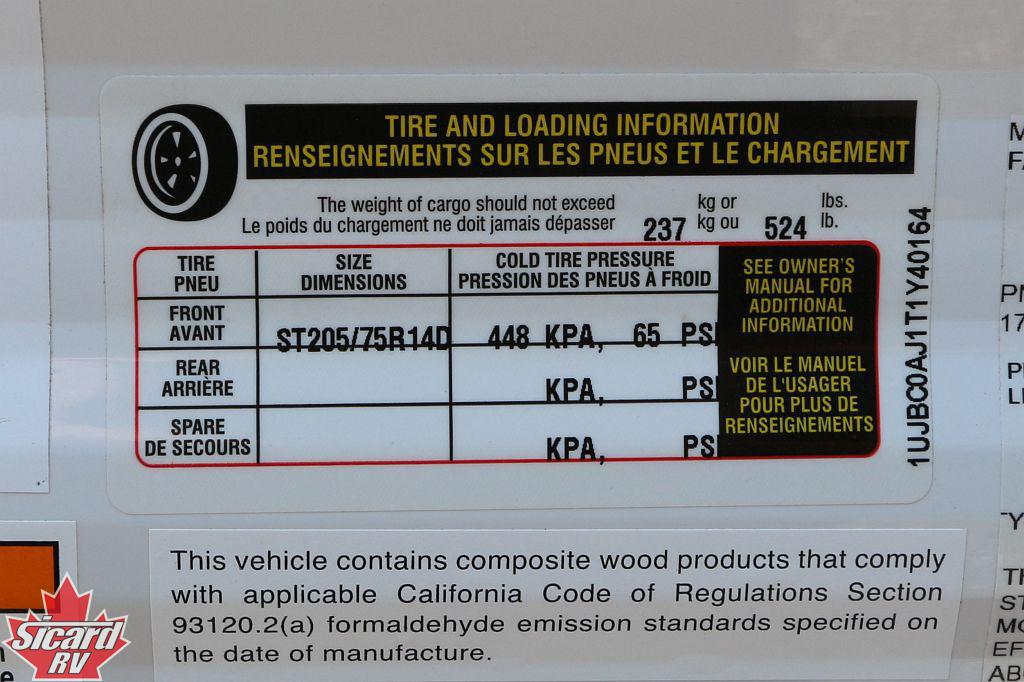 TIRE AND LOADING INFORMATION
RENSEIGNEMENTS SUR LES PNEUS ET LE CHARGEMENT
The weight of cargo should not exceed kg or lbs.
Le poids du chargement ne doit jamais dépasser 237 kg ou 524 lb.
TIRE SIZE COLD TIRE PRESSURE
PNEU DIMENSIONS PRESSION DES PNEUS À FROID
FRONT
AVANT ST205/75R14D 448 KPA, 65 PSI
REAR
ARRIÈRE KPA, PSI
SPARE
DE SECOURS KPA, PSI
SEE OWNER'S
MANUAL FOR
ADDITIONAL
INFORMATION
VOIR LE MANUEL
DE L'USAGER
POUR PLUS DE
RENSEIGNEMENTS
1UJBC0AJ1T1Y40164
This vehicle contains composite wood products that comply
with applicable California Code of Regulations Section
93120.2(a) formaldehyde emission standards specified on
the date of manufacture.
Sicard
RV